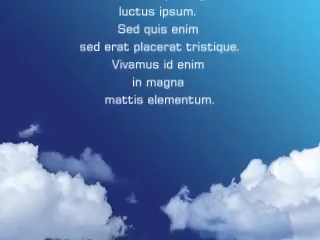 luctus ipsum.
Sed quis enim
sed erat placerat tristique.
Vivamus id enim
in magna
mattis elementum.